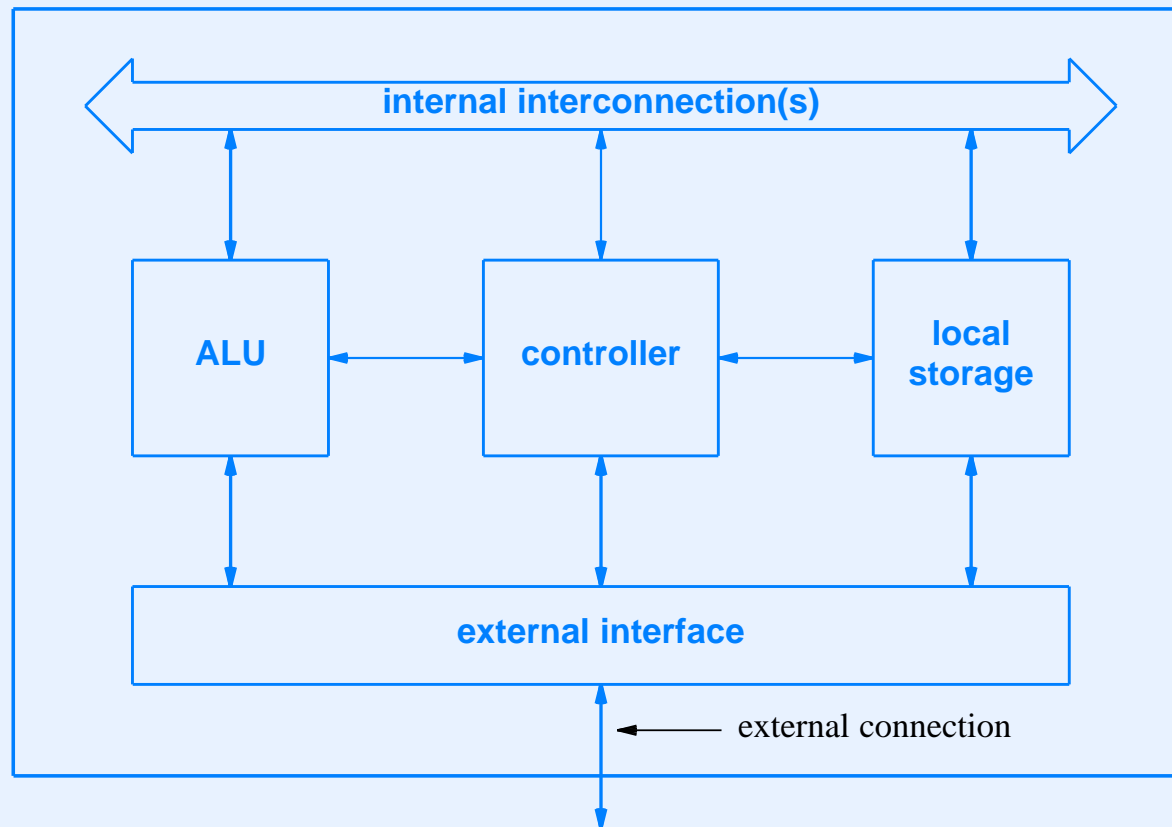 internal interconnection(s)
ALU
controller
local
storage
external interface
external connection